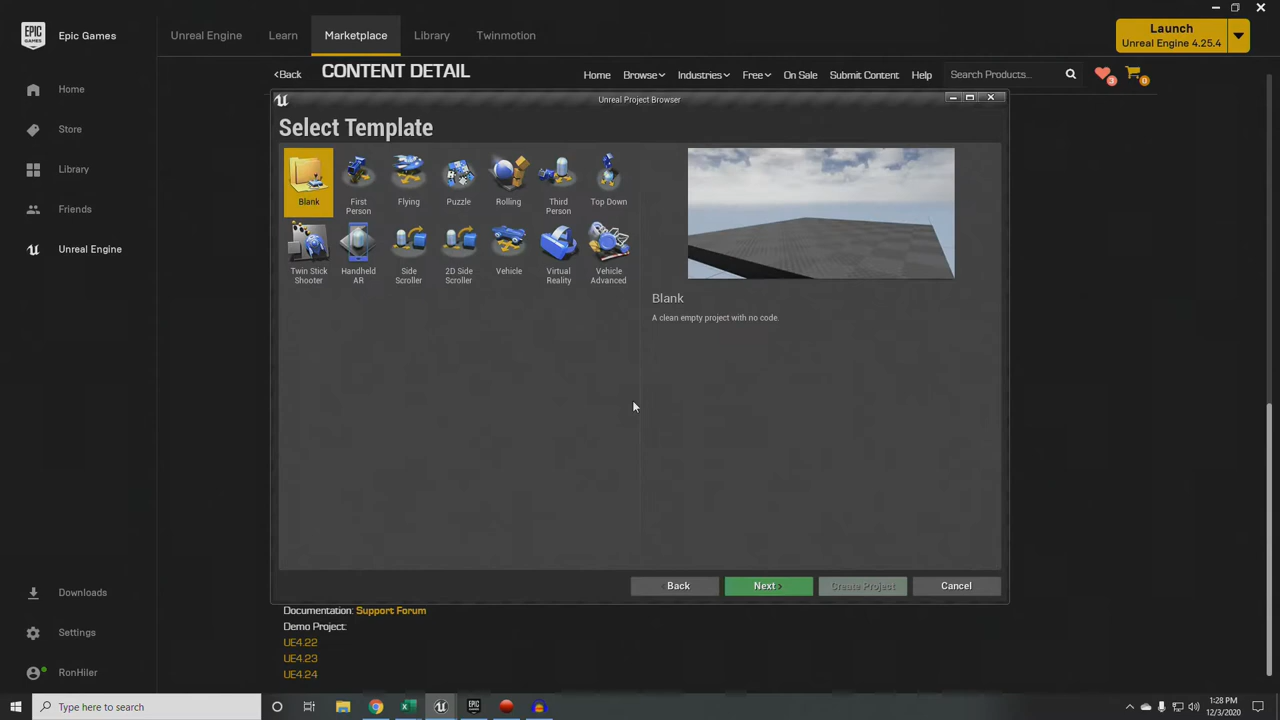 EPIC GAMES
Epic Games
Unreal Engine
Learn
Marketplace
Library
Twinmotion
Launch
Unreal Engine 4.25.4
Home
Store
Library
Friends
Unreal Engine
Downloads
Settings
RonHiler
<Back
CONTENT DETAIL
Home
Browse
Industries
Free
On Sale
Submit Content
Help
Search Products...
3
0
Unreal Project Browser
Select Template
Blank
First Person
Flying
Puzzle
Rolling
Third Person
Top Down
Twin Stick Shooter
Handheld AR
Side Scroller
2D Side Scroller
Vehicle
Virtual Reality
Vehicle Advanced
Blank
A clean empty project with no code.
Back
Next >
Create Project
Cancel
Documentation: Support Forum
Demo Project:
UE4.22
UE4.23
UE4.24
Type here to search
EPIC
1:28 PM
12/3/2020